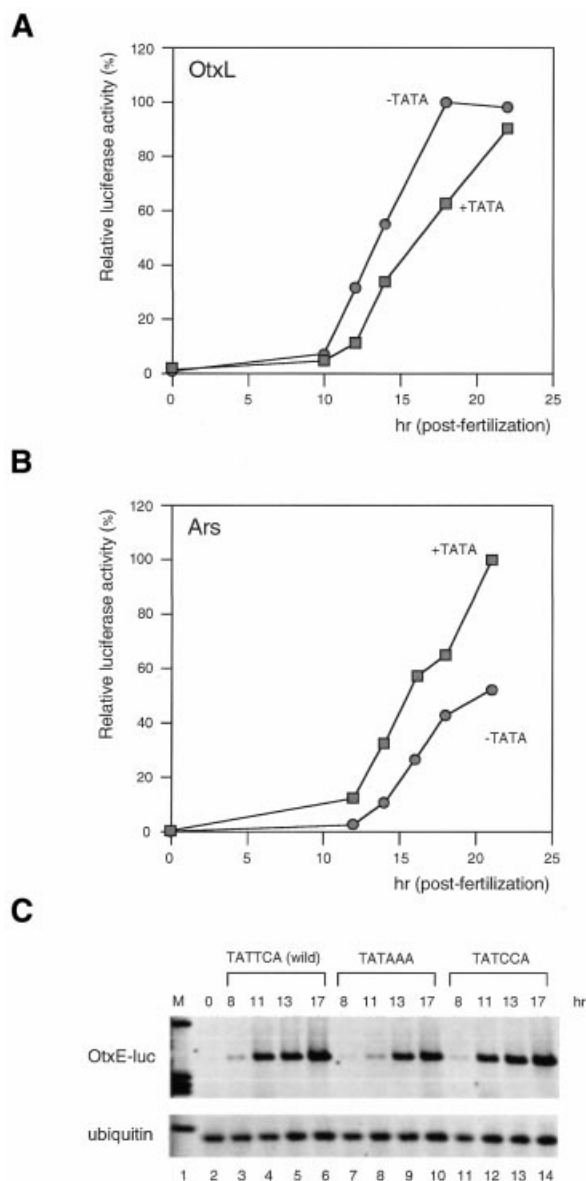 A
OtxL
Relative luciferase activity (%)
120
100
80
60
40
20
0
-TATA
+TATA
0 5 10 15 20 25
hr (post-fertilization)
B
Ars
Relative luciferase activity (%)
120
100
80
60
40
20
0
+TATA
-TATA
0 5 10 15 20 25
hr (post-fertilization)
C
TATTCA (wild) TATAAA TATCCA
M 0 8 11 13 17 8 11 13 17 8 11 13 17 hr
OtxE-luc
ubiquitin
1 2 3 4 5 6 7 8 9 10 11 12 13 14